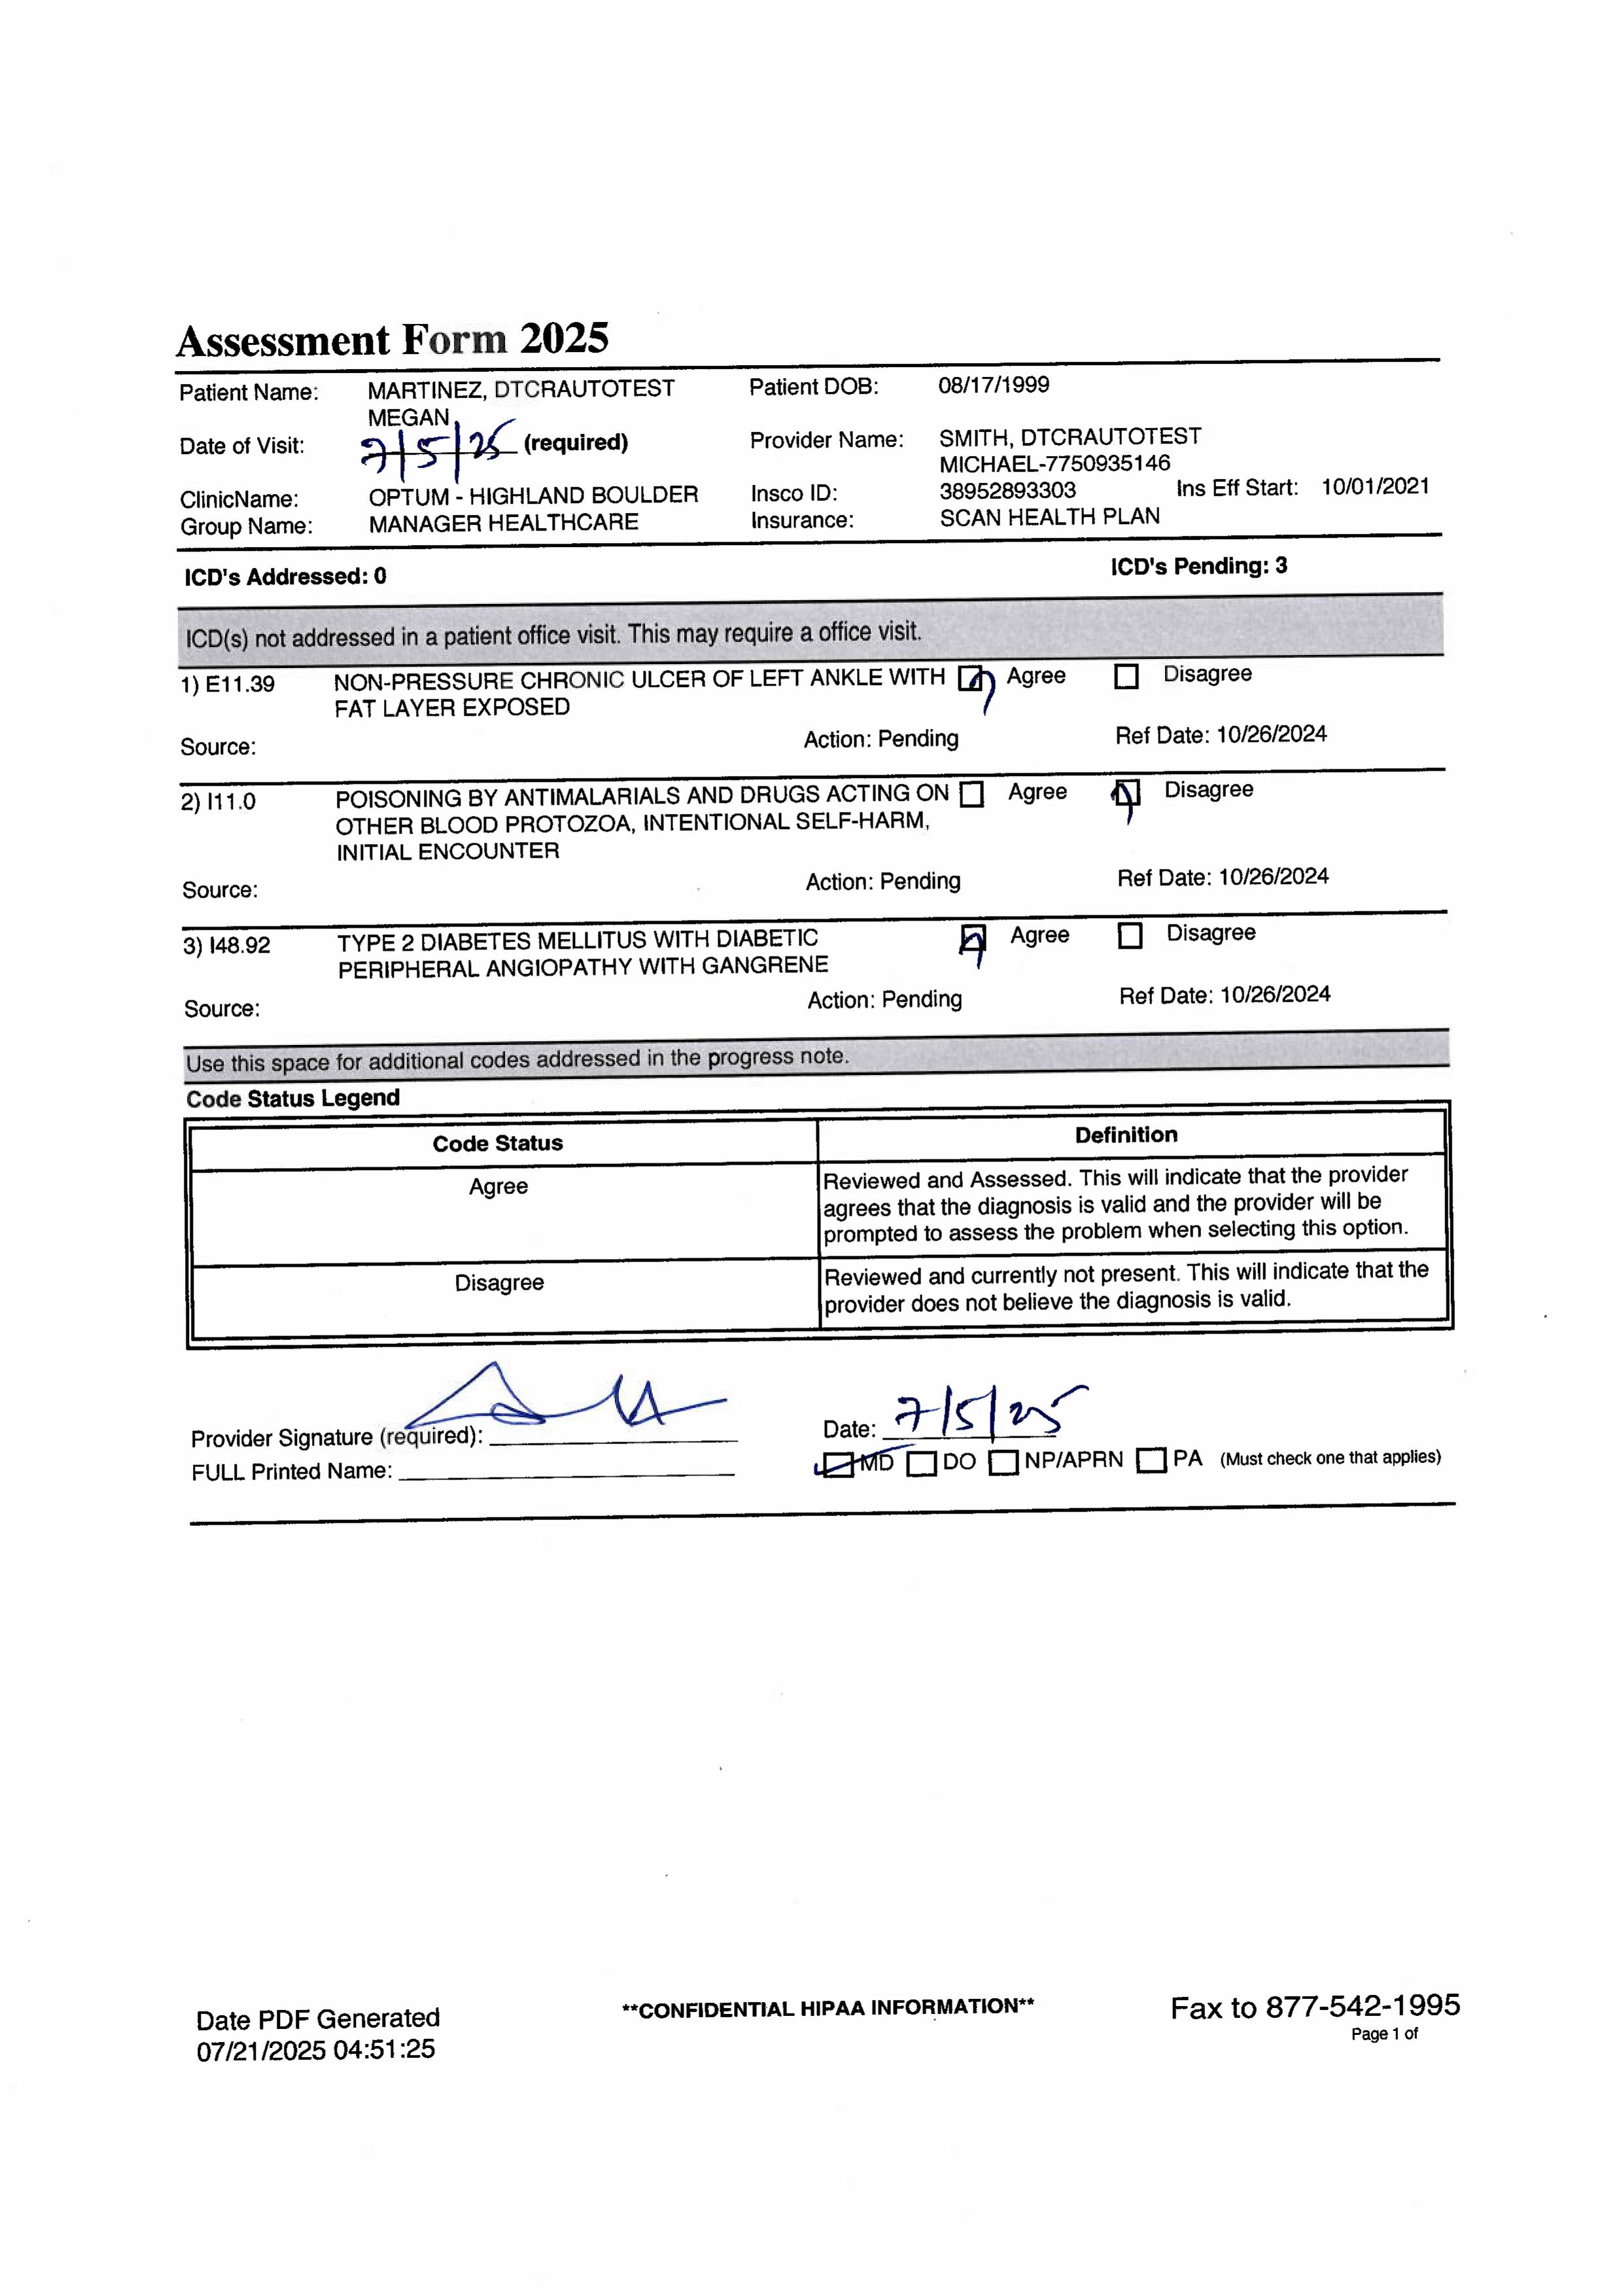 Assessment Form 2025
Patient Name: MARTINEZ, DTCRAUTOTEST Patient DOB: 08/17/1999
MEGAN
Date of Visit: 7/5/25 (required) Provider Name: SMITH, DTCRAUTOTEST
MICHAEL-7750935146
ClinicName: OPTUM - HIGHLAND BOULDER Insco ID: 38952893303 Ins Eff Start: 10/01/2021
Group Name: MANAGER HEALTHCARE Insurance: SCAN HEALTH PLAN
ICD's Addressed: 0 ICD's Pending: 3
ICD(s) not addressed in a patient office visit. This may require a office visit.
1) E11.39 NON-PRESSURE CHRONIC ULCER OF LEFT ANKLE WITH Agree Disagree
FAT LAYER EXPOSED
Source: Action: Pending Ref Date: 10/26/2024
2) I11.0 POISONING BY ANTIMALARIALS AND DRUGS ACTING ON Agree Disagree
OTHER BLOOD PROTOZOA, INTENTIONAL SELF-HARM,
INITIAL ENCOUNTER
Source: Action: Pending Ref Date: 10/26/2024
3) I48.92 TYPE 2 DIABETES MELLITUS WITH DIABETIC Agree Disagree
PERIPHERAL ANGIOPATHY WITH GANGRENE
Source: Action: Pending Ref Date: 10/26/2024
Use this space for additional codes addressed in the progress note.
Code Status Legend
Code Status Definition
Agree Reviewed and Assessed. This will indicate that the provider
agrees that the diagnosis is valid and the provider will be
prompted to assess the problem when selecting this option.
Disagree Reviewed and currently not present. This will indicate that the
provider does not believe the diagnosis is valid.
Provider Signature (required): Date: 7/5/25
FULL Printed Name: MD DO NP/APRN PA (Must check one that applies)
Date PDF Generated **CONFIDENTIAL HIPAA INFORMATION** Fax to 877-542-1995
07/21/2025 04:51:25 Page 1 of